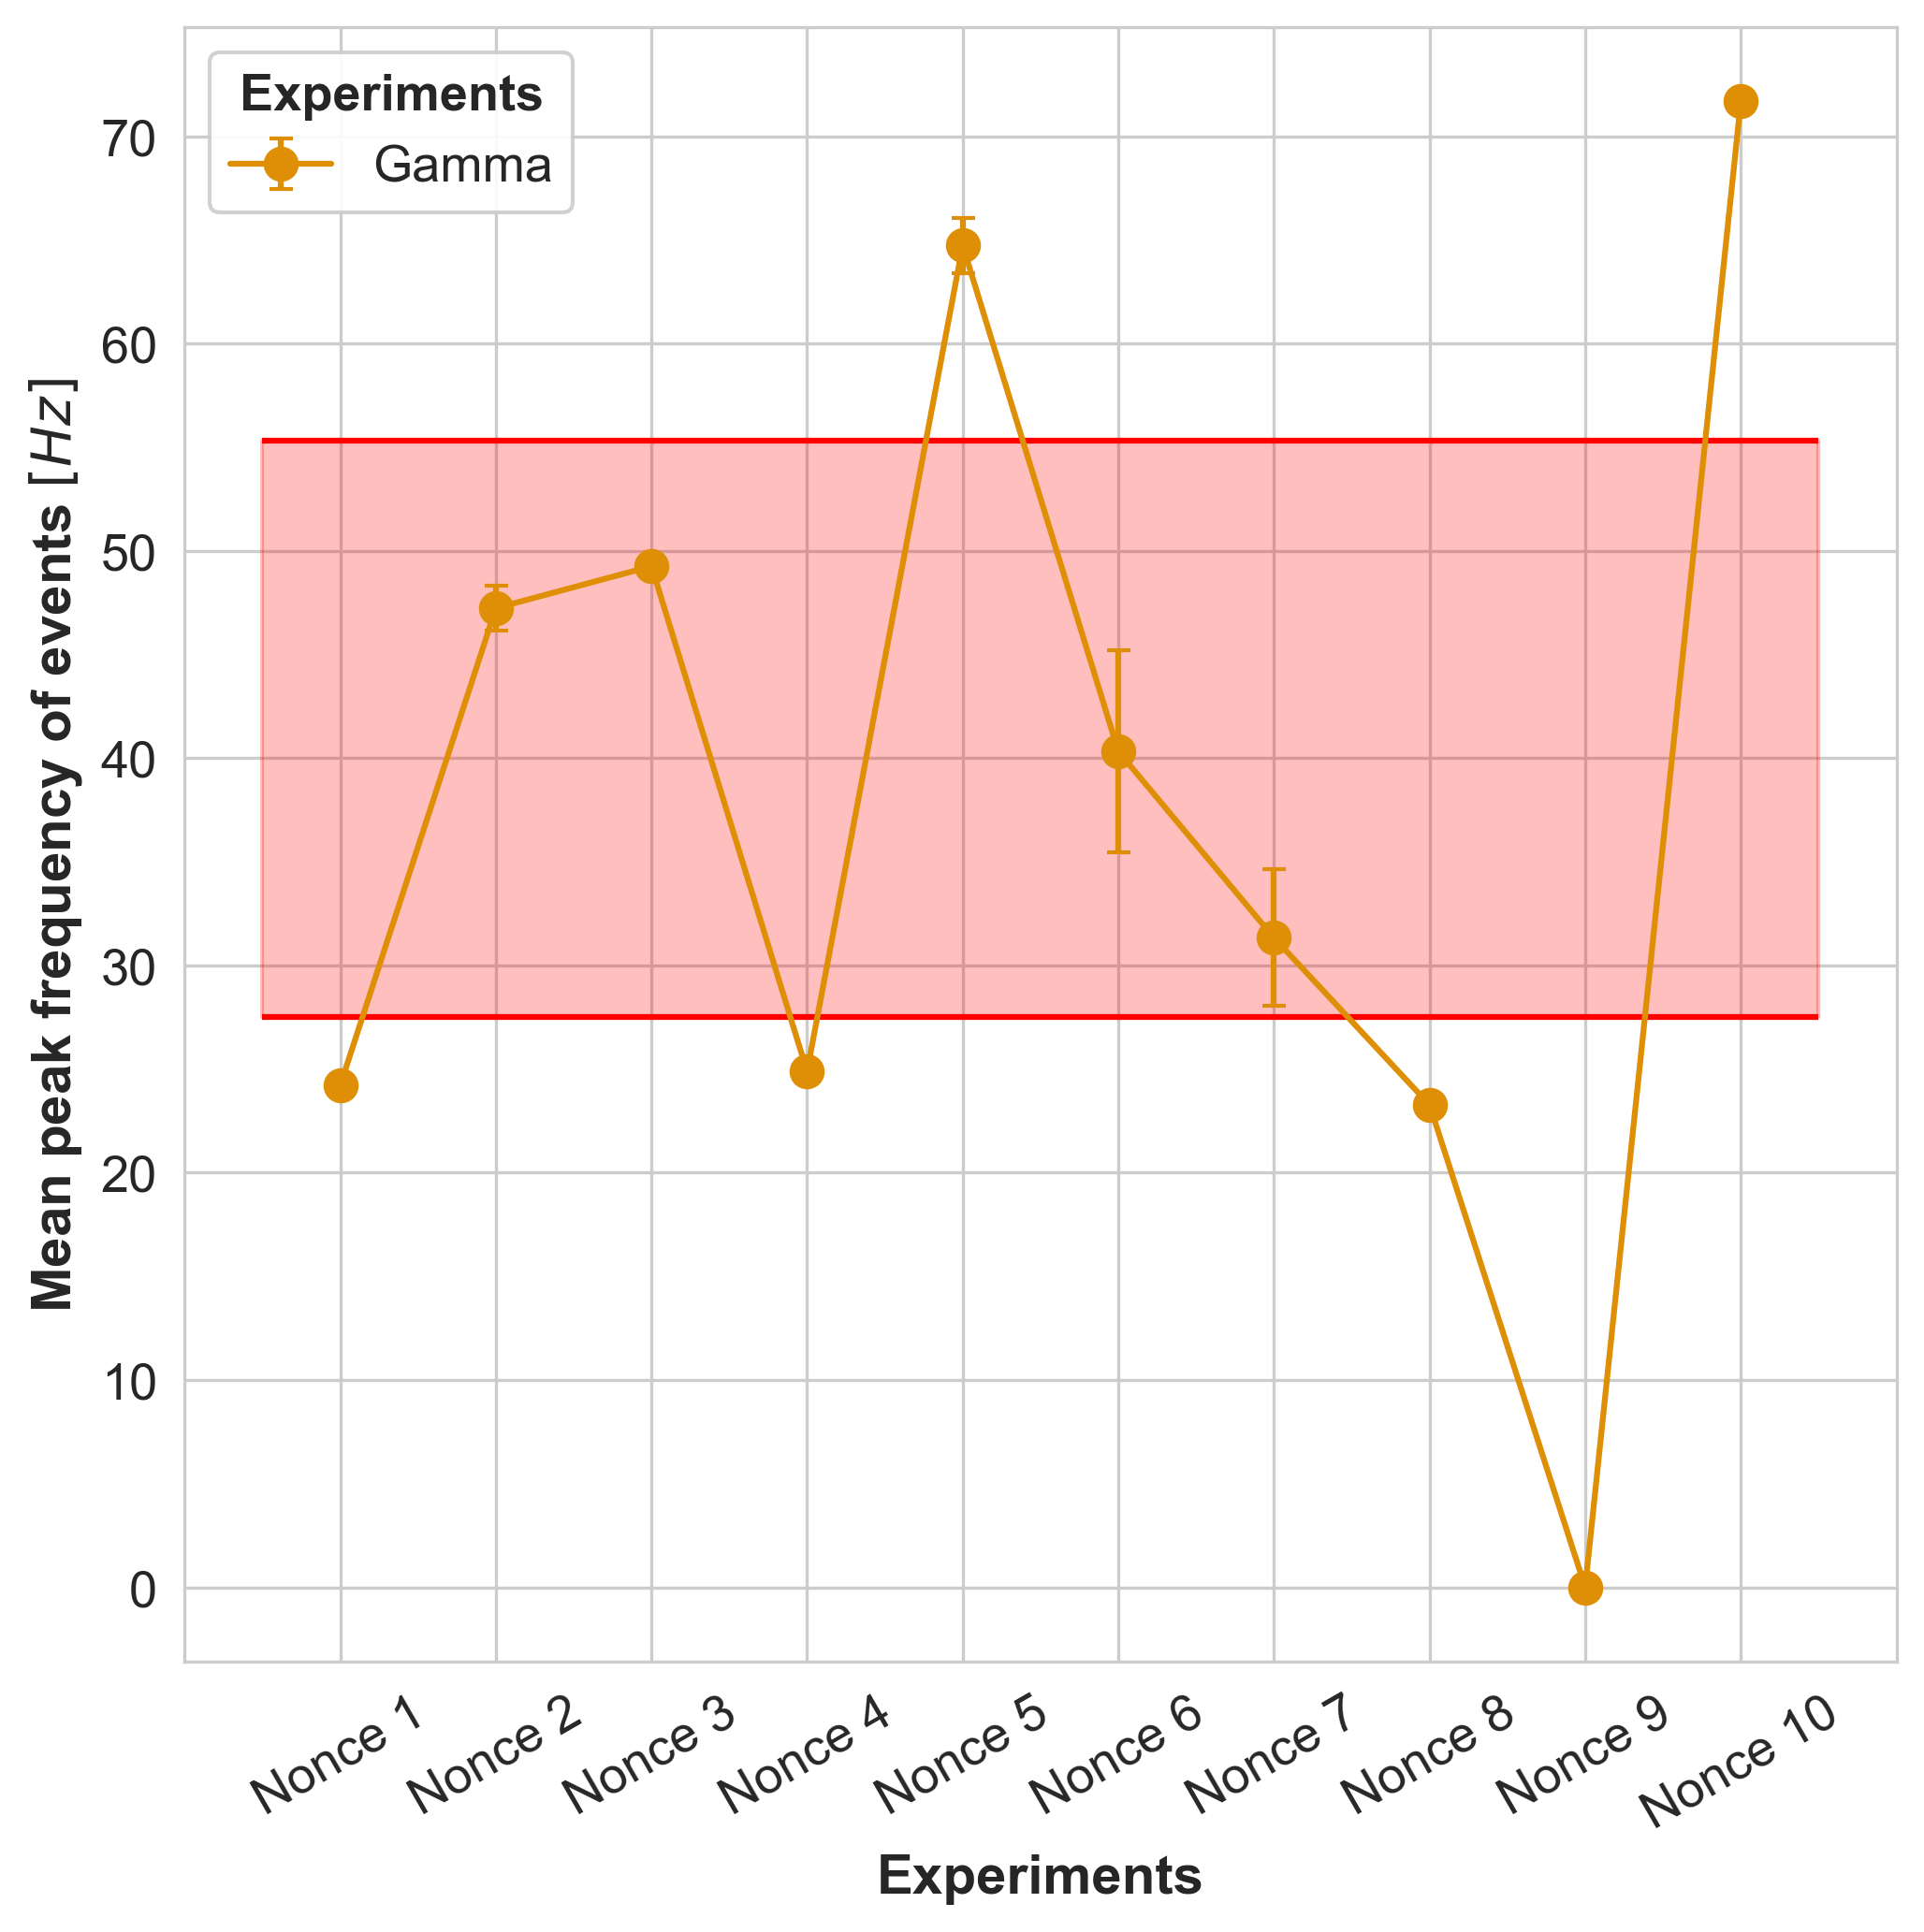 Experiments
Gamma
70
60
50
40
30
20
10
0
Mean peak frequency of events [Hz]
Nonce 1
Nonce 2
Nonce 3
Nonce 4
Nonce 5
Nonce 6
Nonce 7
Nonce 8
Nonce 9
Nonce 10
Experiments